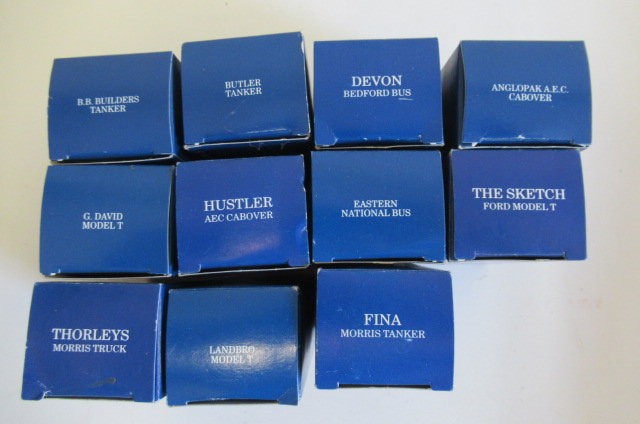 B.B. BUILDERS
TANKER
BUTLER
TANKER
DEVON
BEDFORD BUS
ANGLOPAK A.E.C.
CABOVER
G. DAVID
MODEL T
HUSTLER
AEC CABOVER
EASTERN
NATIONAL BUS
THE SKETCH
FORD MODEL T
THORLEYS
MORRIS TRUCK
LANDBRO
MODEL T
FINA
MORRIS TANKER